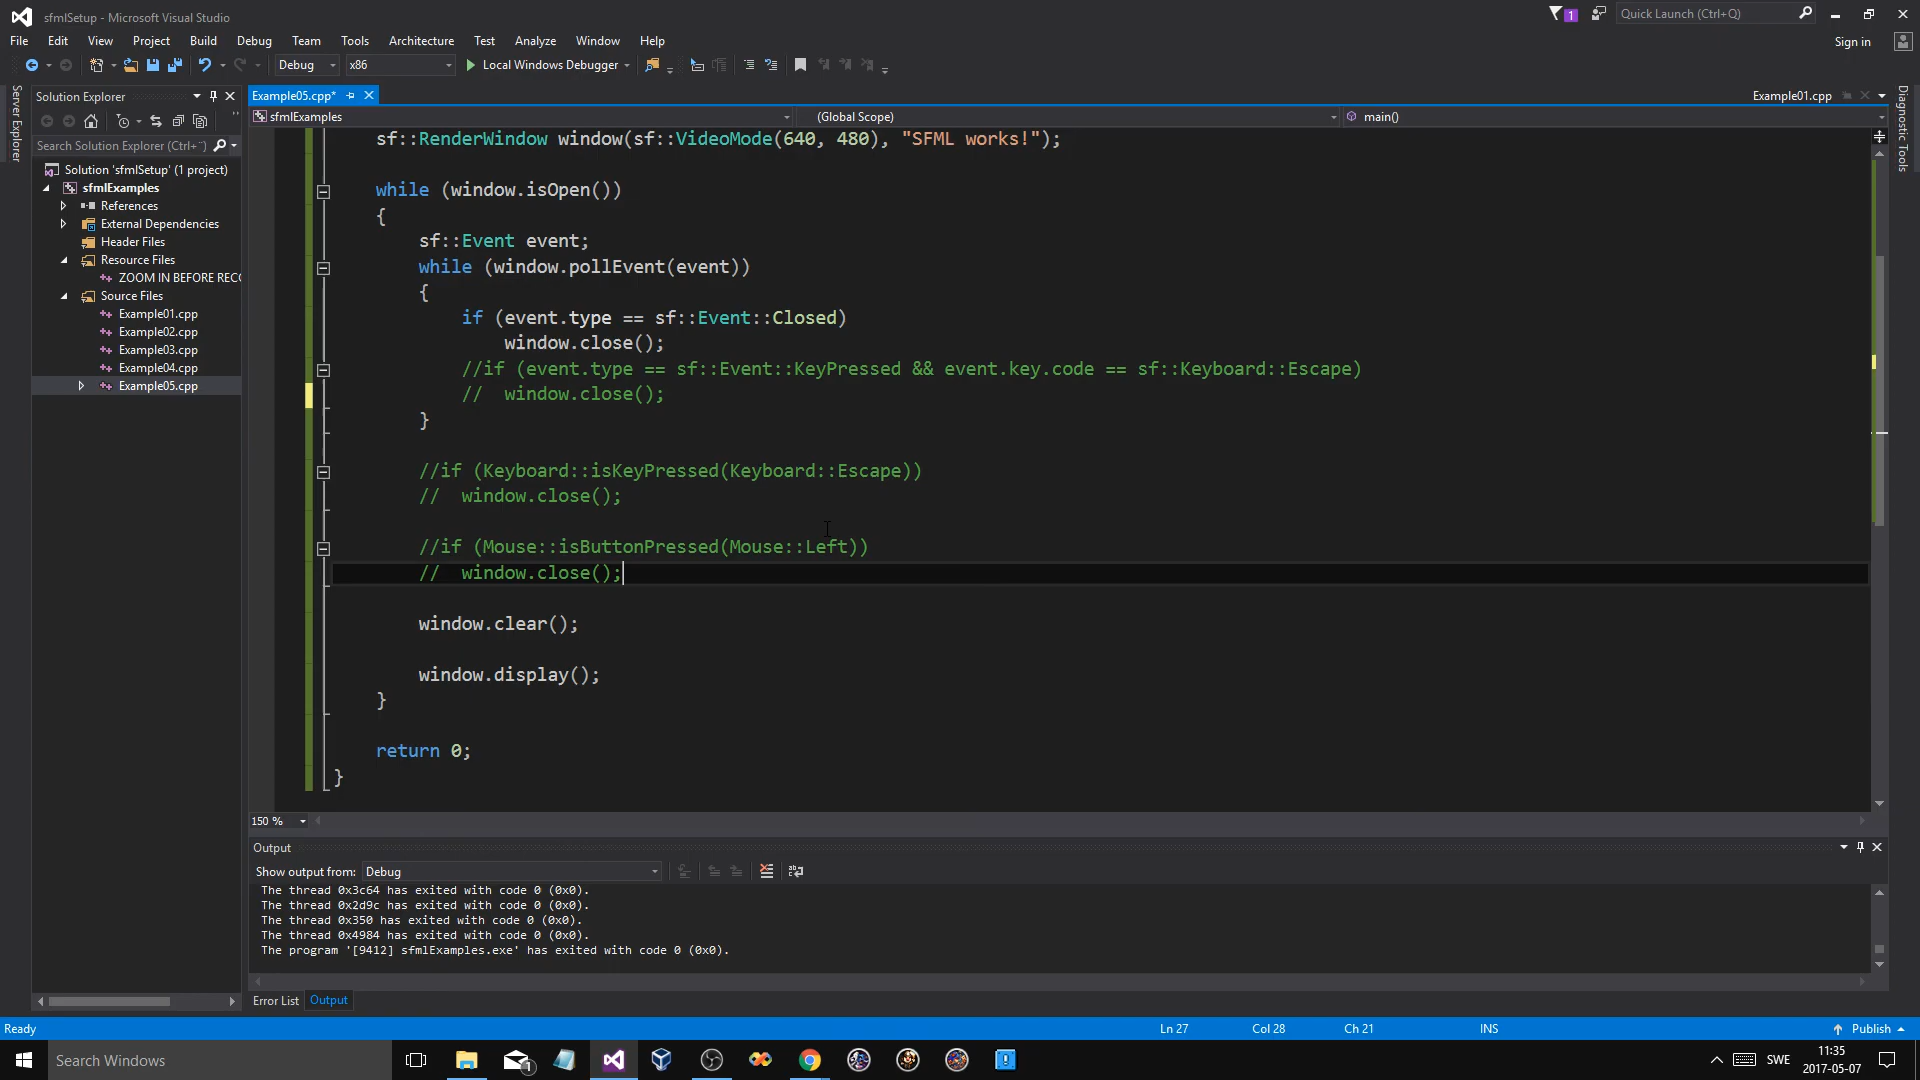 sfmlSetup - Microsoft Visual Studio
1
Quick Launch (Ctrl+Q)
File Edit View Project Build Debug Team Tools Architecture Test Analyze Window Help
Sign in
Debug x86 Local Windows Debugger
Server Explorer
Solution Explorer
Search Solution Explorer (Ctrl+¨)
Solution 'sfmlSetup' (1 project)
sfmlExamples
References
External Dependencies
Header Files
Resource Files
ZOOM IN BEFORE REC
Source Files
Example01.cpp
Example02.cpp
Example03.cpp
Example04.cpp
Example05.cpp
Example05.cpp*
Example01.cpp
sfmlExamples (Global Scope) main()
sf::RenderWindow window(sf::VideoMode(640, 480), "SFML works!");
while (window.isOpen())
{
sf::Event event;
while (window.pollEvent(event))
{
if (event.type == sf::Event::Closed)
window.close();
//if (event.type == sf::Event::KeyPressed && event.key.code == sf::Keyboard::Escape)
// window.close();
}
//if (Keyboard::isKeyPressed(Keyboard::Escape))
// window.close();
//if (Mouse::isButtonPressed(Mouse::Left))
// window.close();
window.clear();
window.display();
}
return 0;
}
150 %
Diagnostic Tools
Output
Show output from: Debug
The thread 0x3c64 has exited with code 0 (0x0).
The thread 0x2d9c has exited with code 0 (0x0).
The thread 0x350 has exited with code 0 (0x0).
The thread 0x4984 has exited with code 0 (0x0).
The program '[9412] sfmlExamples.exe' has exited with code 0 (0x0).
Error List Output
Ready
Ln 27 Col 28 Ch 21 INS
Publish
Search Windows
1
SWE
11:35
2017-05-07